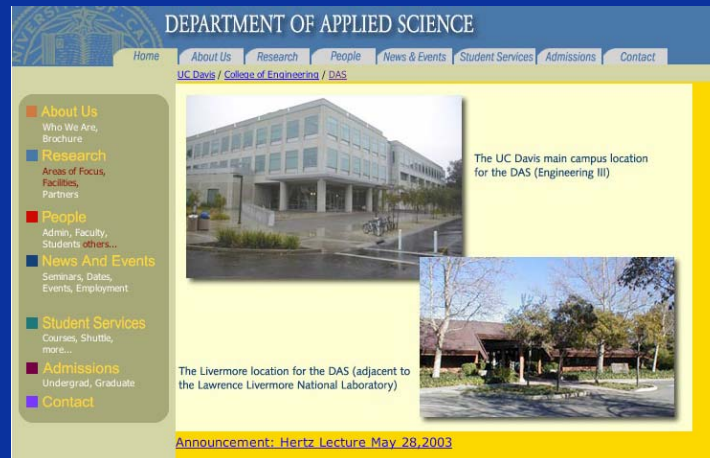 UNIVERSITY OF CAL
DEPARTMENT OF APPLIED SCIENCE
Home About Us Research People News & Events Student Services Admissions Contact
UC Davis / College of Engineering / DAS
About Us
Who We Are,
Brochure
Research
Areas of Focus,
Facilities,
Partners
People
Admin, Faculty,
Students others...
News And Events
Seminars, Dates,
Events, Employment
Student Services
Courses, Shuttle,
more...
Admissions
Undergrad, Graduate
Contact
The UC Davis main campus location
for the DAS (Engineering III)
The Livermore location for the DAS (adjacent to
the Lawrence Livermore National Laboratory)
Announcement: Hertz Lecture May 28,2003